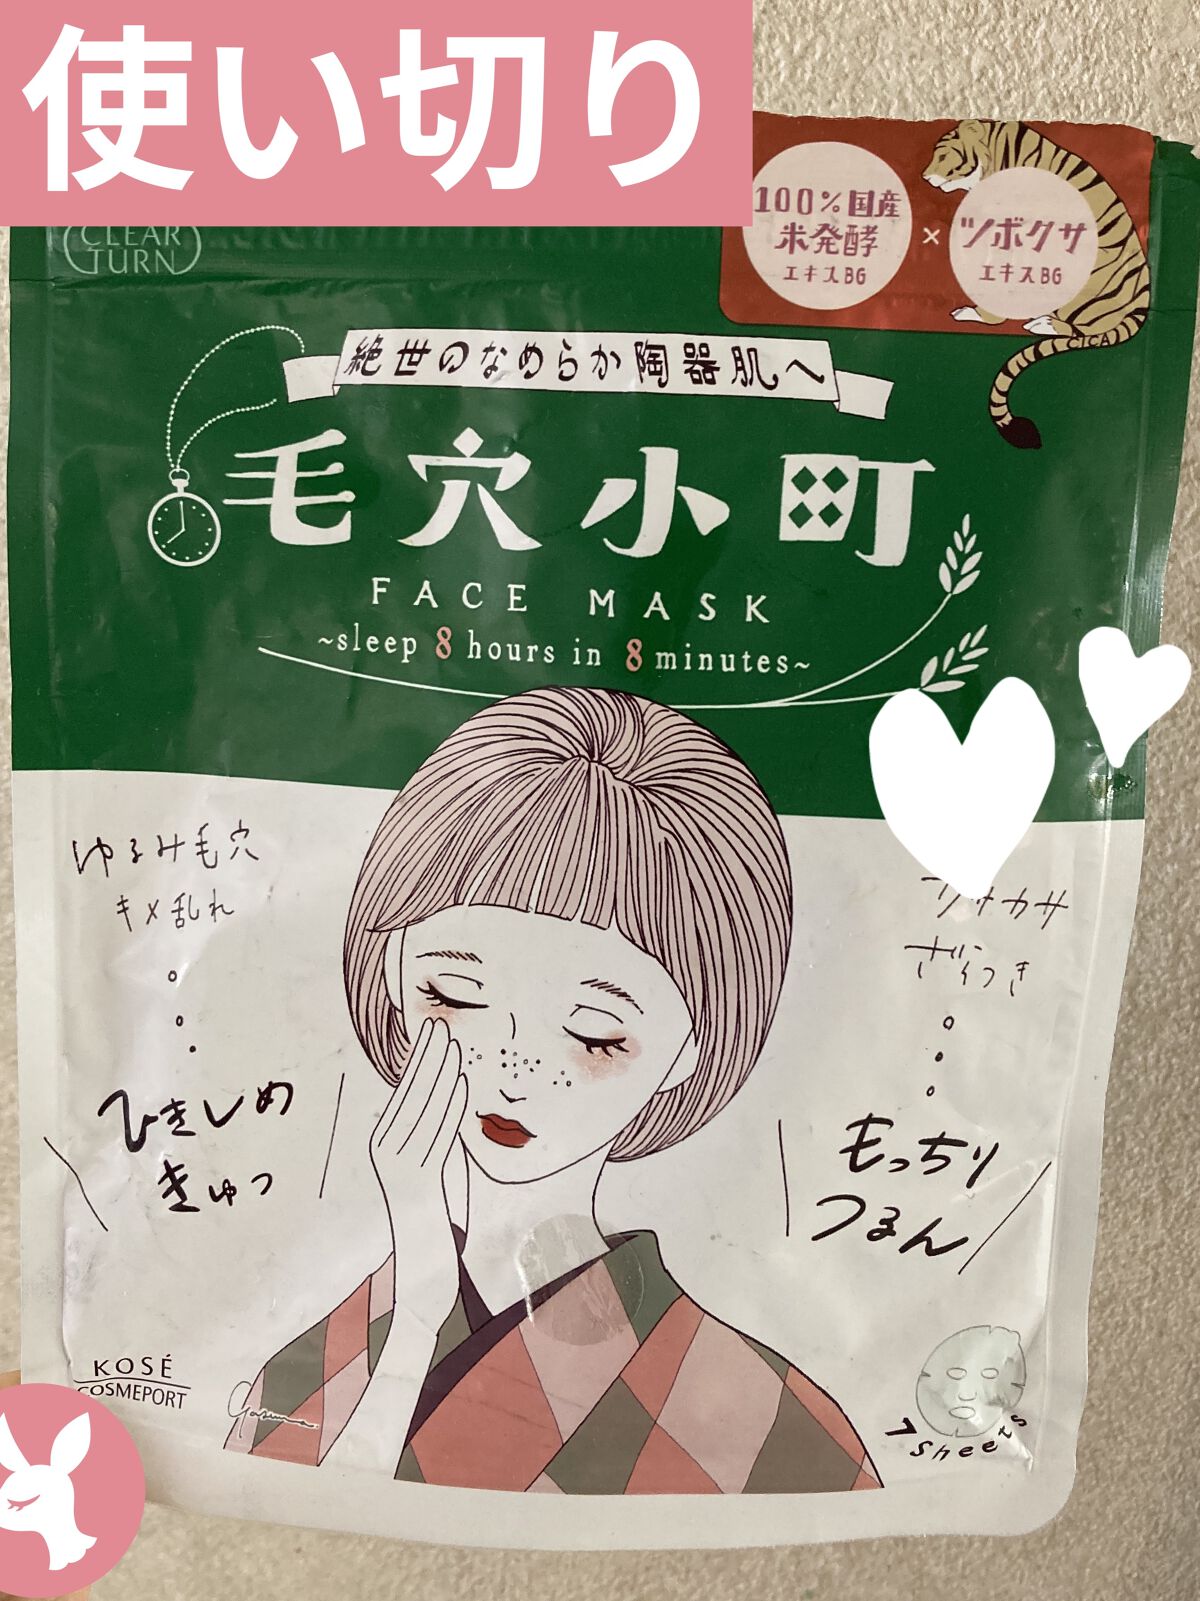 使い切り
CLEAR
TURN
100%国産
米発酵
エキスBG
×
ツボクサ
エキスBG
CICA
絶世のなめらか陶器肌へ
毛穴小町
FACE MASK
~sleep 8 hours in 8 minutes~
ゆるみ毛穴
キメ乱れ
ひきしめ
きゅっ
カサカサ
ざらつき
もっちり
つるん
KOSÉ
COSMEPORT
7 sheets